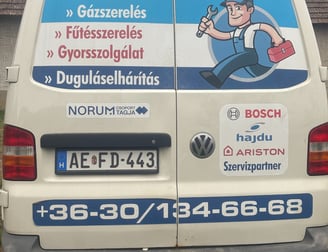 » Gázszerelés
» Fűtésszerelés
» Gyorsszolgálat
» Duguláselhárítás
NORUM CSOPORT TAGJA
BOSCH
hajdu
ARISTON
Szervizpartner
H AE FD-443
+36-30/134-66-68